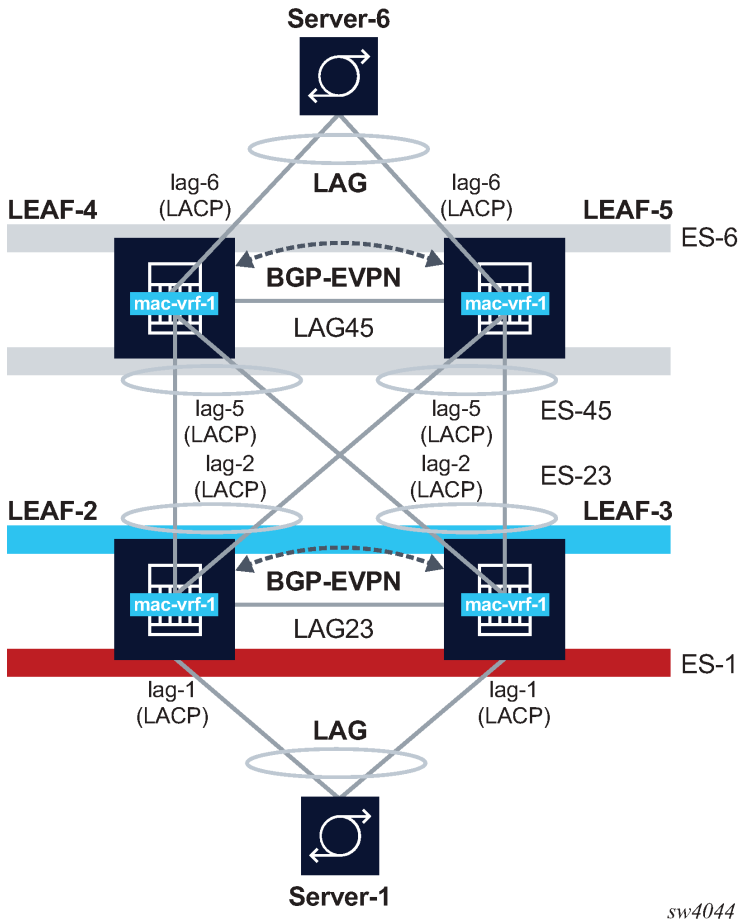 Server-6
LAG
lag-6
(LACP)
lag-6
(LACP)
LEAF-4
LEAF-5
ES-6
BGP-EVPN
mac-vrf-1
mac-vrf-1
LAG45
lag-5
(LACP)
lag-5
(LACP)
ES-45
lag-2
(LACP)
lag-2
(LACP)
ES-23
LEAF-2
LEAF-3
BGP-EVPN
mac-vrf-1
mac-vrf-1
LAG23
ES-1
lag-1
(LACP)
lag-1
(LACP)
LAG
Server-1
sw4044